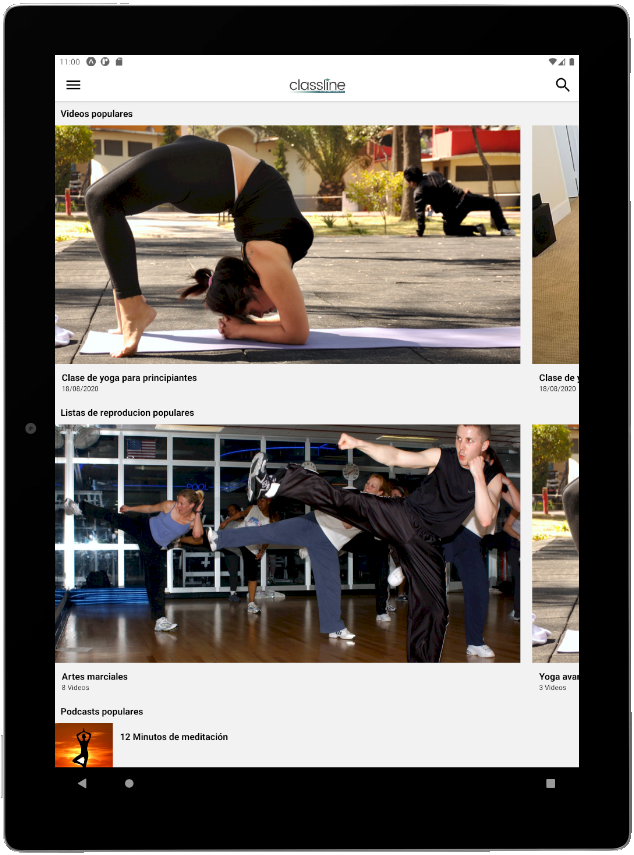 11:00
classline
Videos populares
Clase de yoga para principiantes
18/08/2020
Clase de y
18/08/2020
Listas de reproducion populares
POOL
Artes marciales
8 Videos
Yoga avan
3 Videos
Podcasts populares
12 Minutos de meditación